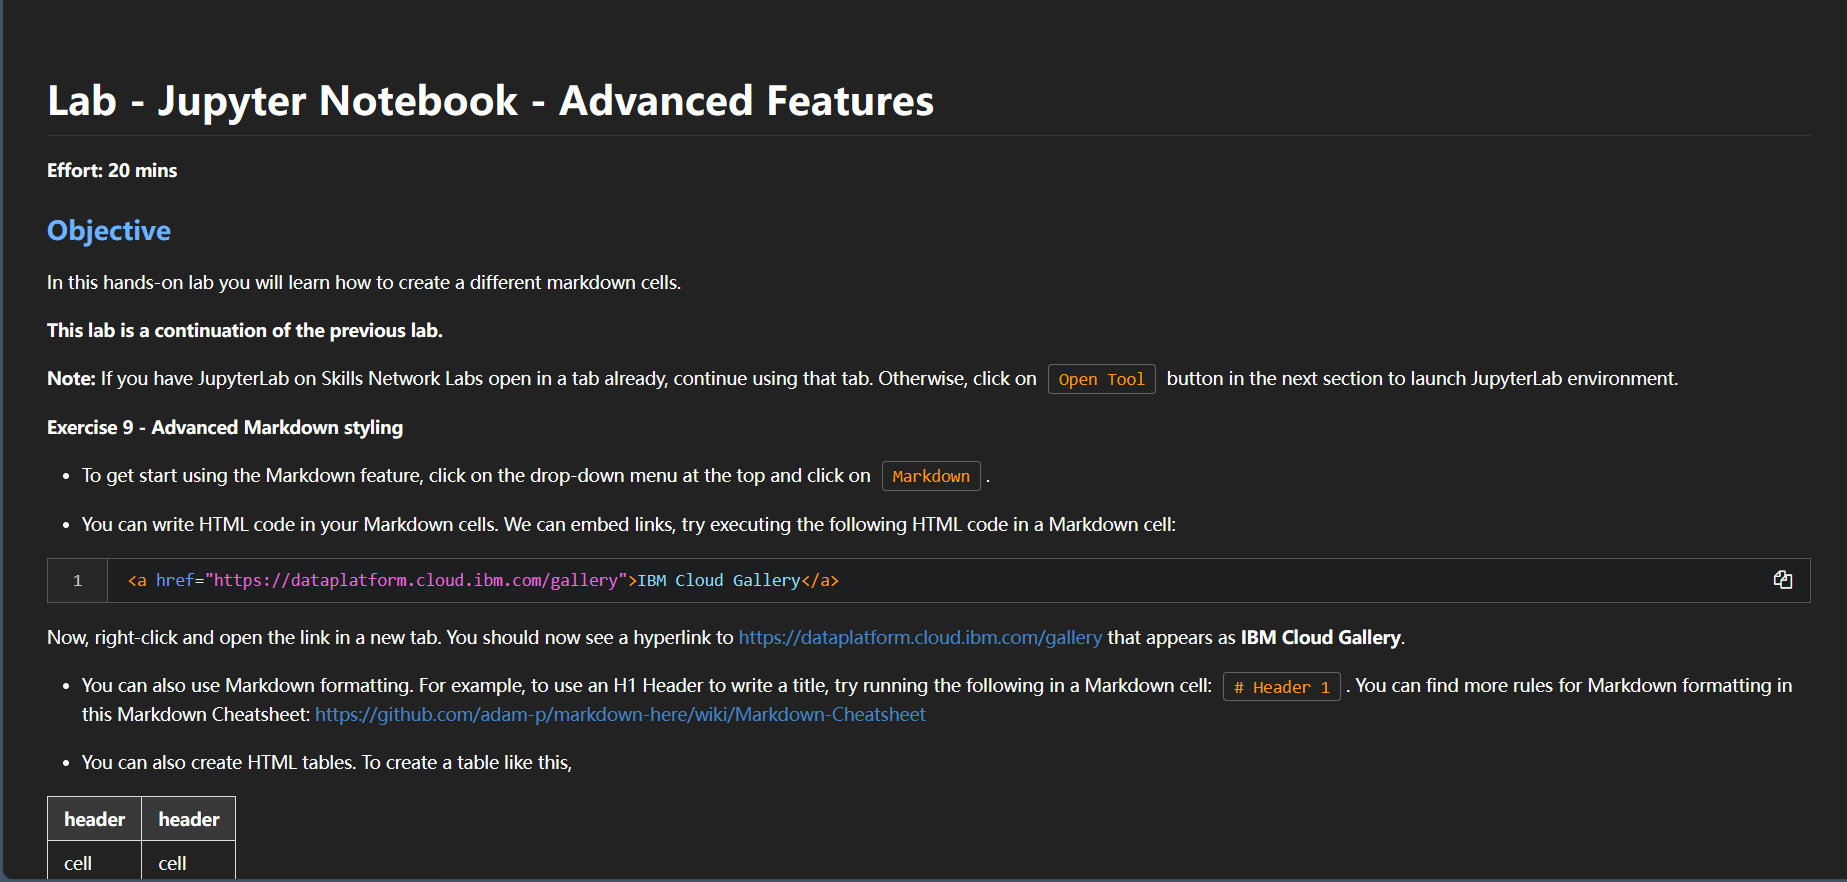 Lab - Jupyter Notebook - Advanced Features
Effort: 20 mins
Objective
In this hands-on lab you will learn how to create a different markdown cells.
This lab is a continuation of the previous lab.
Note: If you have JupyterLab on Skills Network Labs open in a tab already, continue using that tab. Otherwise, click on Open Tool button in the next section to launch JupyterLab environment.
Exercise 9 - Advanced Markdown styling
• To get start using the Markdown feature, click on the drop-down menu at the top and click on Markdown .
• You can write HTML code in your Markdown cells. We can embed links, try executing the following HTML code in a Markdown cell:
1 <a href="https://dataplatform.cloud.ibm.com/gallery">IBM Cloud Gallery</a>
Now, right-click and open the link in a new tab. You should now see a hyperlink to https://dataplatform.cloud.ibm.com/gallery that appears as IBM Cloud Gallery.
• You can also use Markdown formatting. For example, to use an H1 Header to write a title, try running the following in a Markdown cell: # Header 1 . You can find more rules for Markdown formatting in
this Markdown Cheatsheet: https://github.com/adam-p/markdown-here/wiki/Markdown-Cheatsheet
• You can also create HTML tables. To create a table like this,
header header
cell cell